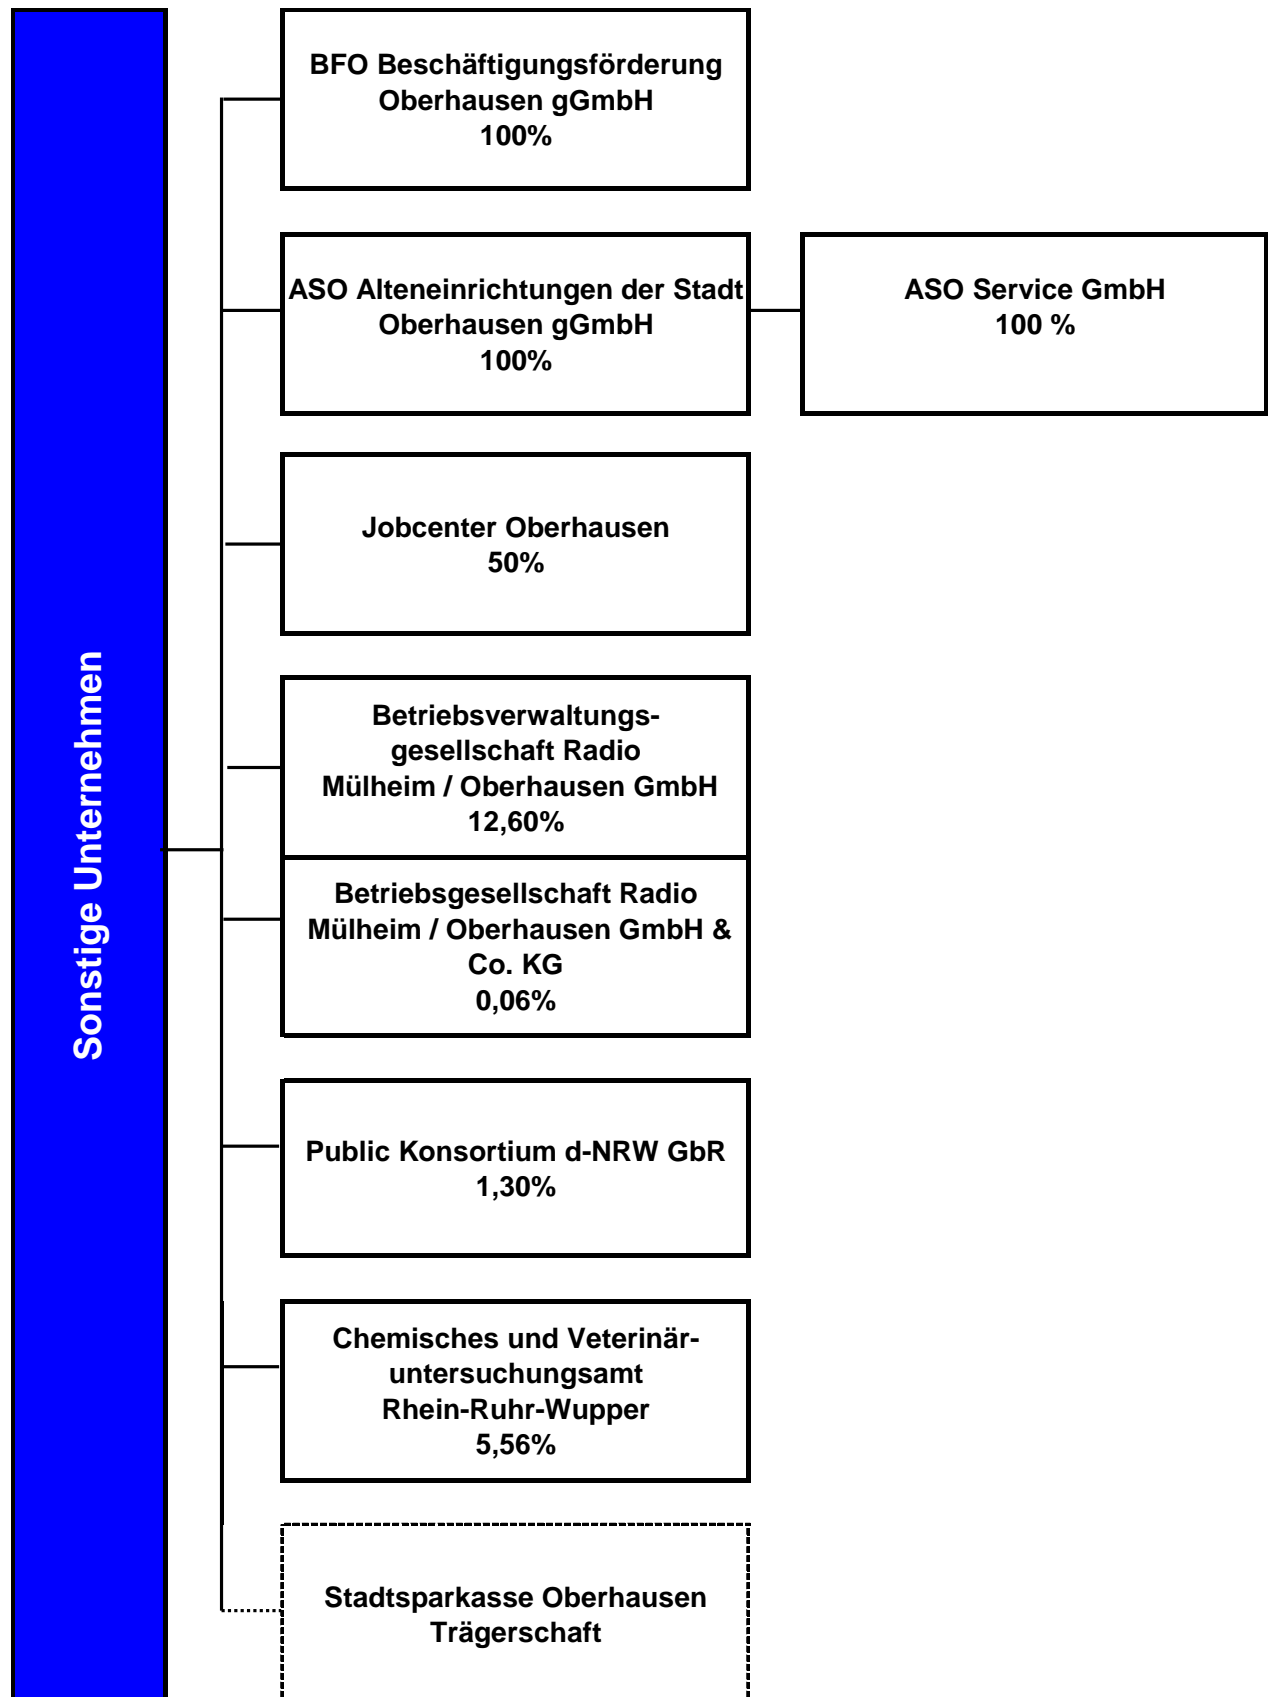 Sonstige Unternehmen
BFO Beschäftigungsförderung
Oberhausen gGmbH
100%
ASO Alteneinrichtungen der Stadt
Oberhausen gGmbH
100%
ASO Service GmbH
100 %
Jobcenter Oberhausen
50%
Betriebsverwaltungs-
gesellschaft Radio
Mülheim / Oberhausen GmbH
12,60%
Betriebsgesellschaft Radio
Mülheim / Oberhausen GmbH &
Co. KG
0,06%
Public Konsortium d-NRW GbR
1,30%
Chemisches und Veterinär-
untersuchungsamt
Rhein-Ruhr-Wupper
5,56%
Stadtsparkasse Oberhausen
Trägerschaft